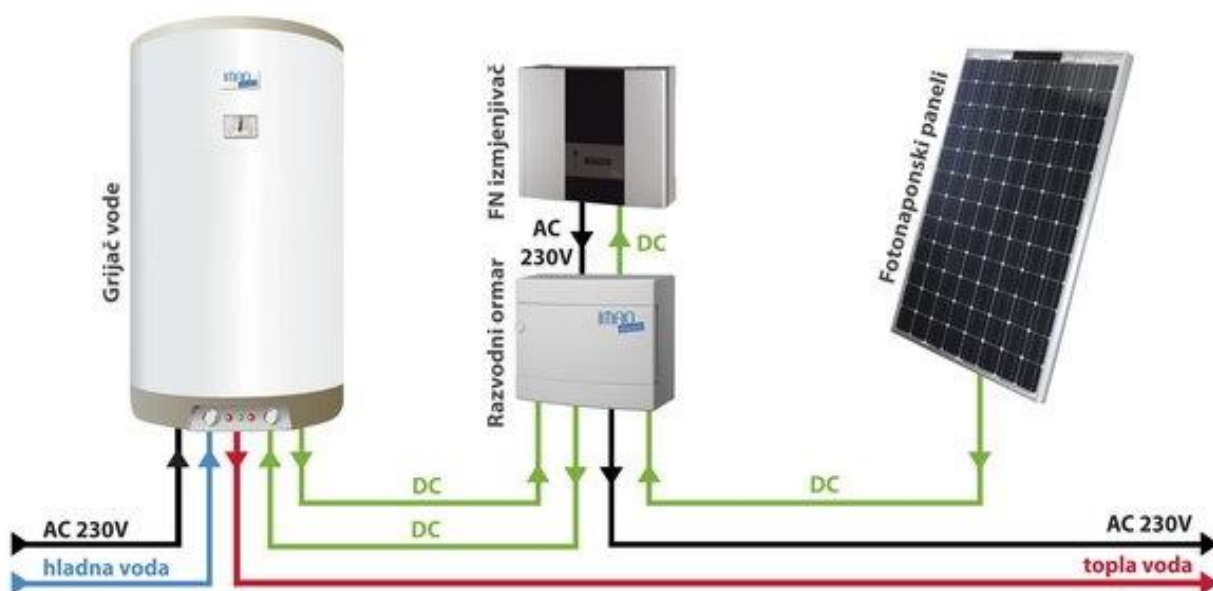 Grijač vode
FN izmjenjivač
Fotonaponski paneli
AC
230V
DC
Razvodni ormar
IMAO
DC
DC
DC
AC 230V
AC 230V
hladna voda
topla voda